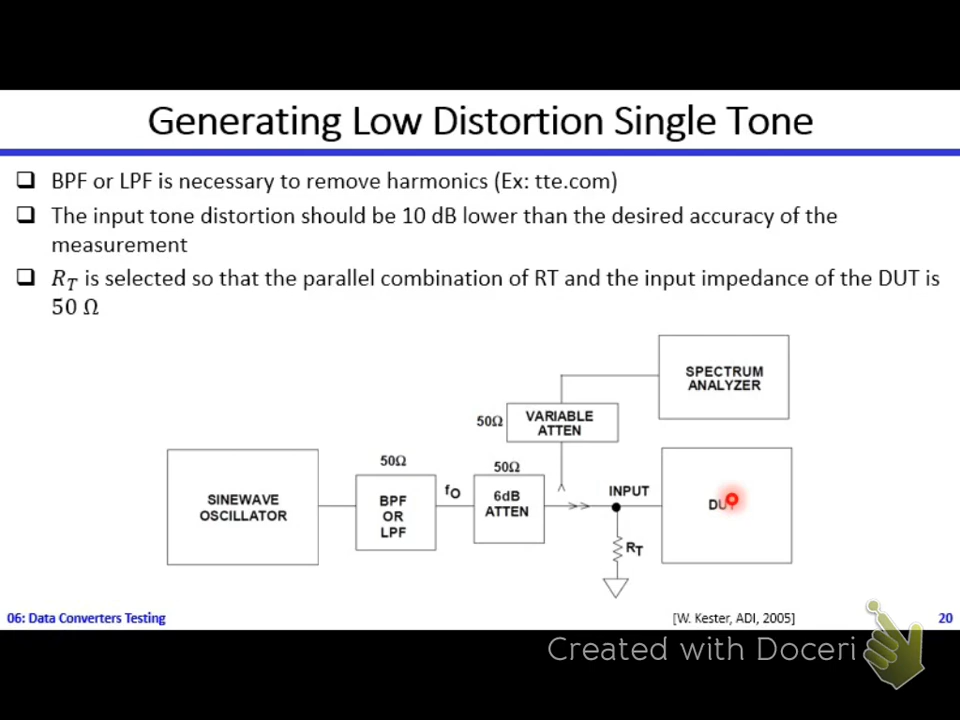 Generating Low Distortion Single Tone
BPF or LPF is necessary to remove harmonics (Ex: tte.com)
The input tone distortion should be 10 dB lower than the desired accuracy of the
measurement
R_T is selected so that the parallel combination of RT and the input impedance of the DUT is
50 Ω
SPECTRUM
ANALYZER
50Ω
VARIABLE
ATTEN
50Ω
50Ω
SINEWAVE
OSCILLATOR
BPF
OR
LPF
fO
6dB
ATTEN
INPUT
DUT
RT
06: Data Converters Testing
[W. Kester, ADI, 2005]
20
Created with Doceri